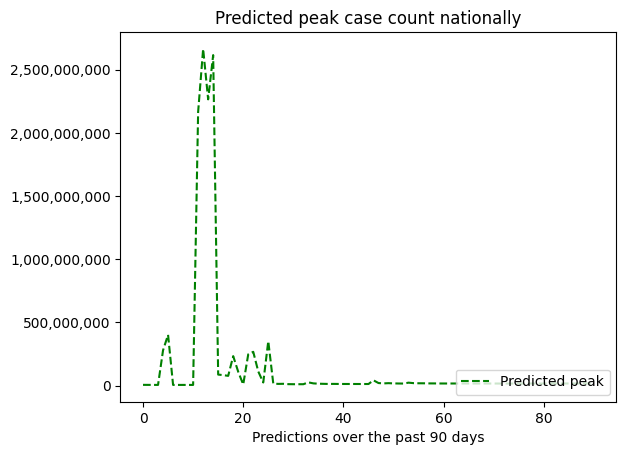 Predicted peak case count nationally
2,500,000,000
2,000,000,000
1,500,000,000
1,000,000,000
500,000,000
0
Predicted peak
0 20 40 60 80
Predictions over the past 90 days